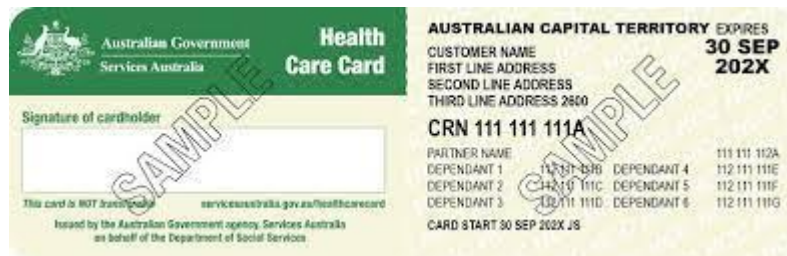 Australian Government
Services Australia
Health
Care Card
Signature of cardholder
SAMPLE
This card is NOT transferable
servicesaustralia.gov.au/healthcarecard
Issued by the Australian Government agency, Services Australia
on behalf of the Department of Social Services
AUSTRALIAN CAPITAL TERRITORY EXPIRES
CUSTOMER NAME 30 SEP
FIRST LINE ADDRESS 202X
SECOND LINE ADDRESS
THIRD LINE ADDRESS 2600
CRN 111 111 111A
SAMPLE
PARTNER NAME 111 111 112A
DEPENDANT 1 DEPENDANT 4 112 111 111E
DEPENDANT 2 111C DEPENDANT 5 112 111 111F
DEPENDANT 3 111 111D DEPENDANT 6 112 111 111G
CARD START 30 SEP 202X JS